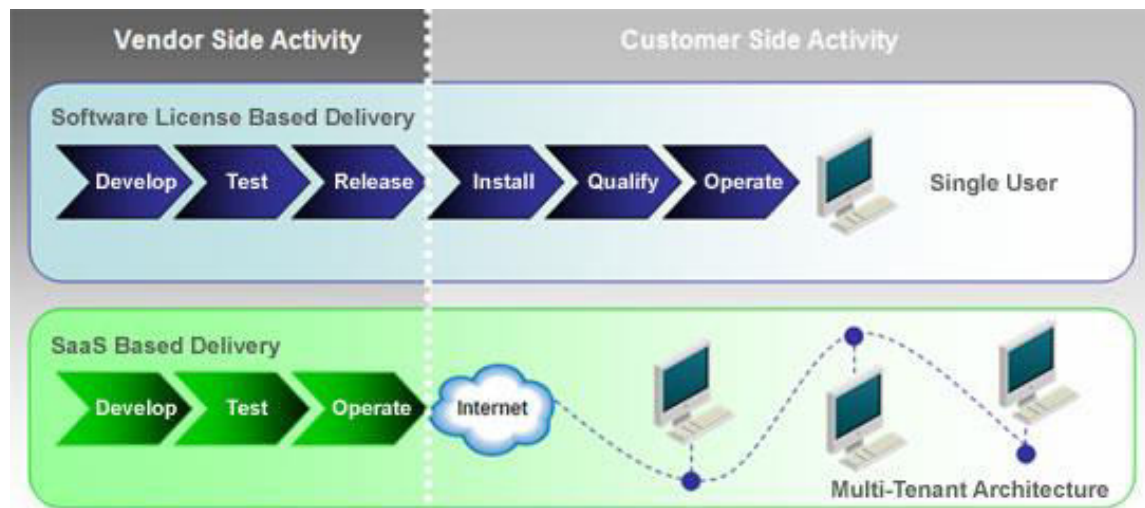 Vendor Side Activity
Customer Side Activity
Software License Based Delivery
Develop
Test
Release
Install
Qualify
Operate
Single User
SaaS Based Delivery
Develop
Test
Operate
Internet
Multi-Tenant Architecture